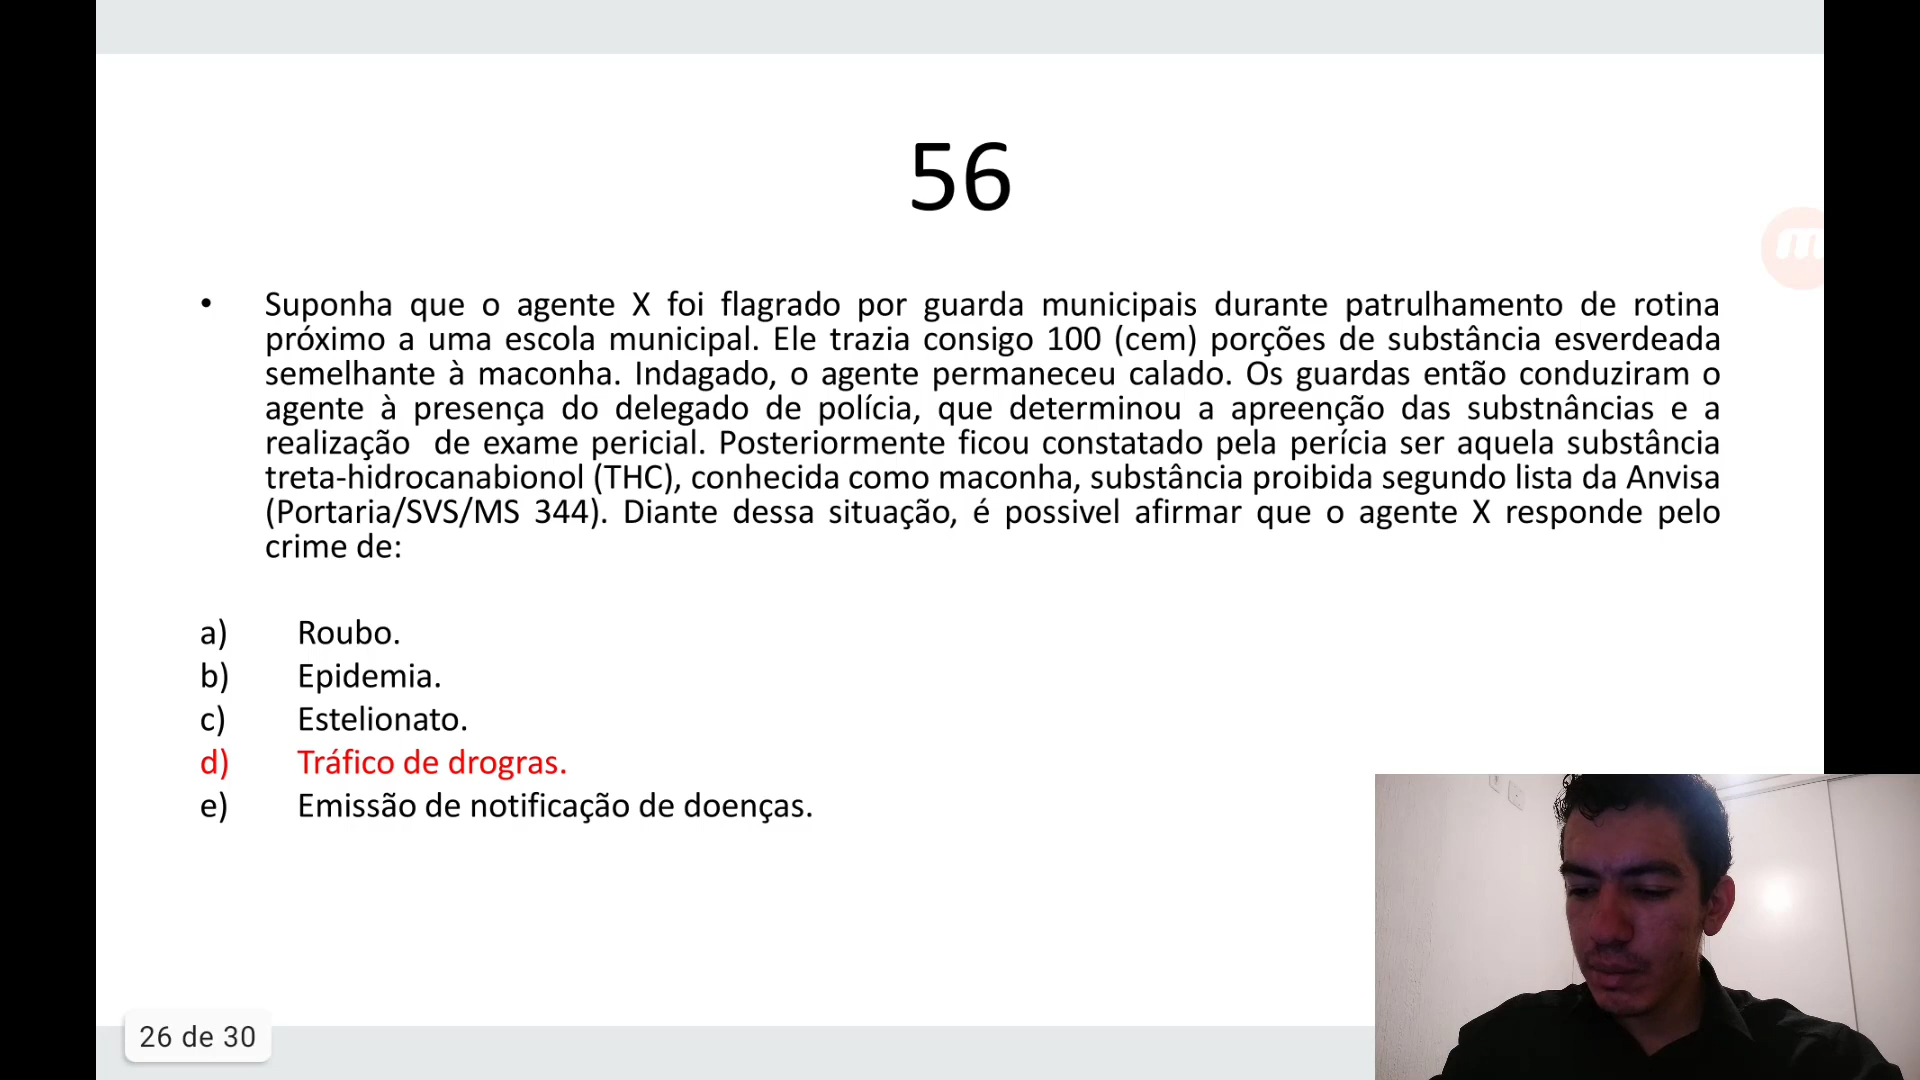 56
• Suponha que o agente X foi flagrado por guarda municipais durante patrulhamento de rotina
próximo a uma escola municipal. Ele trazia consigo 100 (cem) porções de substância esverdeada
semelhante à maconha. Indagado, o agente permaneceu calado. Os guardas então conduziram o
agente à presença do delegado de polícia, que determinou a apreenção das substnâncias e a
realização de exame pericial. Posteriormente ficou constatado pela perícia ser aquela substância
treta-hidrocanabionol (THC), conhecida como maconha, substância proibida segundo lista da Anvisa
(Portaria/SVS/MS 344). Diante dessa situação, é possivel afirmar que o agente X responde pelo
crime de:
a) Roubo.
b) Epidemia.
c) Estelionato.
d) Tráfico de drogras.
e) Emissão de notificação de doenças.
26 de 30